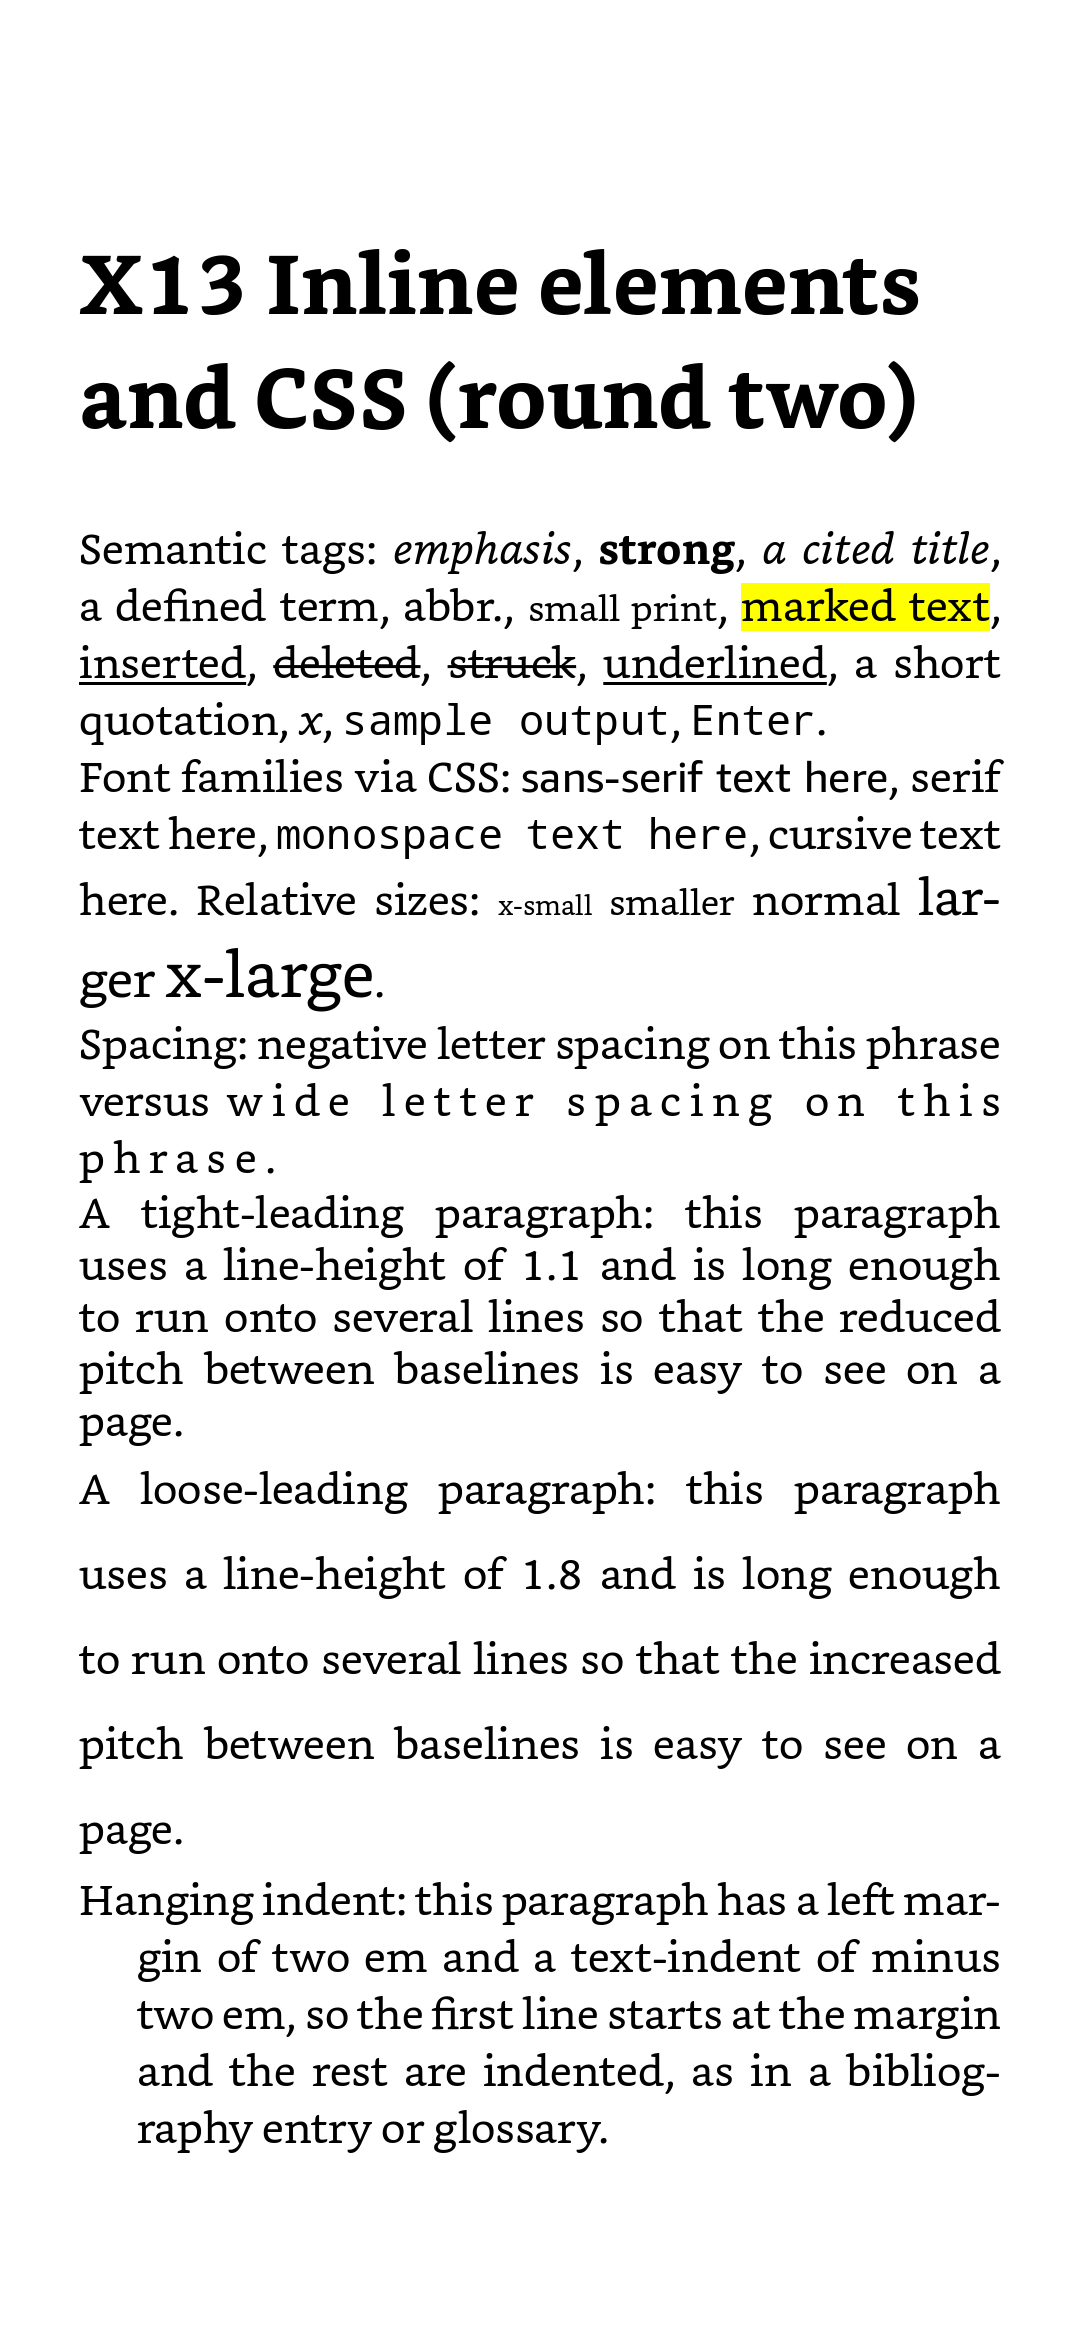 X13 Inline elements
and CSS (round two)
Semantic tags: emphasis, strong, a cited title,
a defined term, abbr., small print, marked text,
inserted, deleted, struck, underlined, a short
quotation, x, sample output, Enter.
Font families via CSS: sans-serif text here, serif
text here, monospace text here, cursive text
here. Relative sizes: x-small smaller normal lar-
ger x-large.
Spacing: negative letter spacing on this phrase
versus wide letter spacing on this
phrase.
A tight-leading paragraph: this paragraph
uses a line-height of 1.1 and is long enough
to run onto several lines so that the reduced
pitch between baselines is easy to see on a
page.
A loose-leading paragraph: this paragraph
uses a line-height of 1.8 and is long enough
to run onto several lines so that the increased
pitch between baselines is easy to see on a
page.
Hanging indent: this paragraph has a left mar-
gin of two em and a text-indent of minus
two em, so the first line starts at the margin
and the rest are indented, as in a bibliog-
raphy entry or glossary.